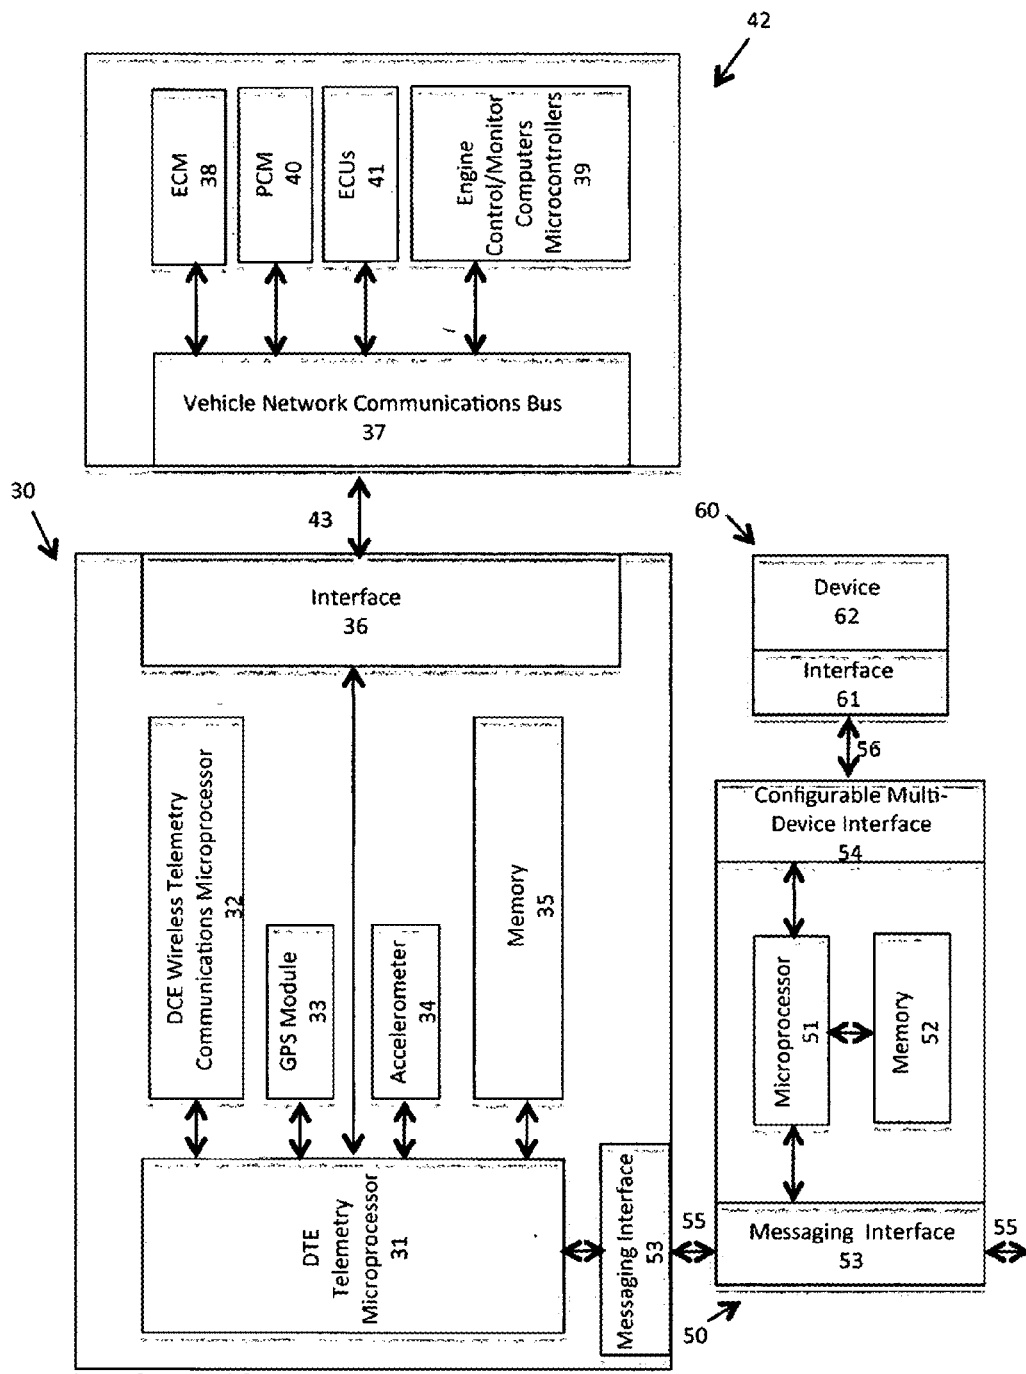 42
ECM
38
PCM
40
ECUs
41
Engine
Control/Monitor
Computers
Microcontrollers
39
Vehicle Network Communications Bus
37
30
43
60
Interface
36
Device
62
Interface
61
56
DCE Wireless Telemetry
Communications Microprocessor
32
GPS Module
33
Accelerometer
34
Memory
35
Configurable Multi-
Device Interface
54
Microprocessor
51
Memory
52
DTE
Telemetry
Microprocessor
31
Messaging Interface
53
55
Messaging Interface
53
55
50